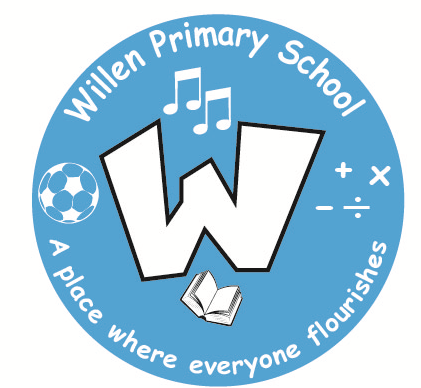 Willen Primary School
W
+ ×
− ÷
A place where everyone flourishes